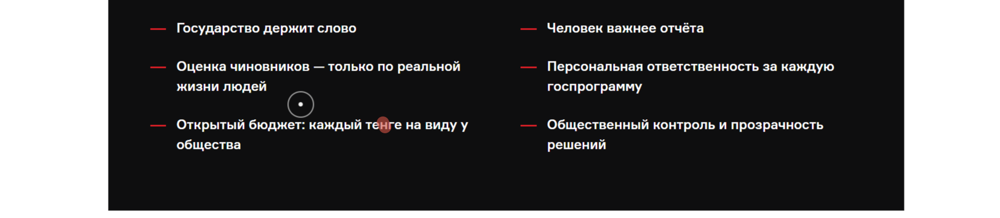 Государство держит слово
Человек важнее отчёта
Оценка чиновников — только по реальной
жизни людей
Персональная ответственность за каждую
госпрограмму
Открытый бюджет: каждый тенге на виду у
общества
Общественный контроль и прозрачность
решений